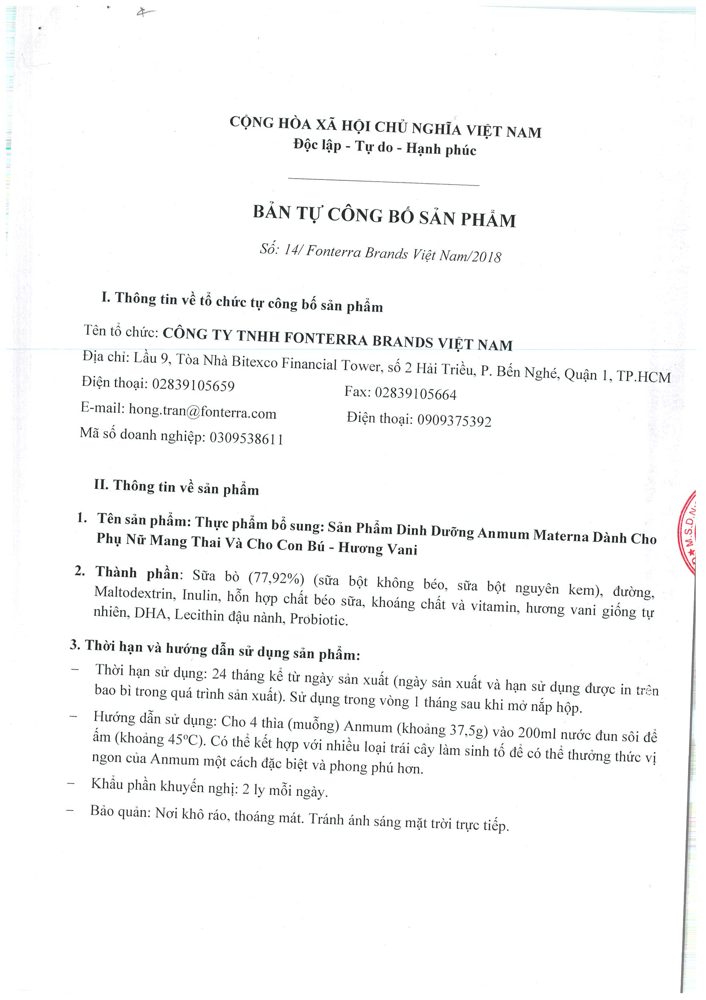 CỘNG HÒA XÃ HỘI CHỦ NGHĨA VIỆT NAM
Độc lập - Tự do - Hạnh phúc
BẢN TỰ CÔNG BỐ SẢN PHẨM
Số: 14/ Fonterra Brands Việt Nam/2018
I. Thông tin về tổ chức tự công bố sản phẩm
Tên tổ chức: CÔNG TY TNHH FONTERRA BRANDS VIỆT NAM
Địa chỉ: Lầu 9, Tòa Nhà Bitexco Financial Tower, số 2 Hải Triều, P. Bến Nghé, Quận 1, TP.HCM
Điện thoại: 02839105659 Fax: 02839105664
E-mail: hong.tran@fonterra.com Điện thoại: 0909375392
Mã số doanh nghiệp: 0309538611
II. Thông tin về sản phẩm
1. Tên sản phẩm: Thực phẩm bổ sung: Sản Phẩm Dinh Dưỡng Anmum Materna Dành Cho
Phụ Nữ Mang Thai Và Cho Con Bú - Hương Vani
2. Thành phần: Sữa bò (77,92%) (sữa bột không béo, sữa bột nguyên kem), đường,
Maltodextrin, Inulin, hỗn hợp chất béo sữa, khoáng chất và vitamin, hương vani giống tự
nhiên, DHA, Lecithin đậu nành, Probiotic.
3. Thời hạn và hướng dẫn sử dụng sản phẩm:
– Thời hạn sử dụng: 24 tháng kể từ ngày sản xuất (ngày sản xuất và hạn sử dụng được in trên
bao bì trong quá trình sản xuất). Sử dụng trong vòng 1 tháng sau khi mở nắp hộp.
– Hướng dẫn sử dụng: Cho 4 thìa (muỗng) Anmum (khoảng 37,5g) vào 200ml nước đun sôi để
ấm (khoảng 45ºC). Có thể kết hợp với nhiều loại trái cây làm sinh tố để có thể thưởng thức vị
ngon của Anmum một cách đặc biệt và phong phú hơn.
– Khẩu phần khuyến nghị: 2 ly mỗi ngày.
– Bảo quản: Nơi khô ráo, thoáng mát. Tránh ánh sáng mặt trời trực tiếp.
★ M.S.D.N